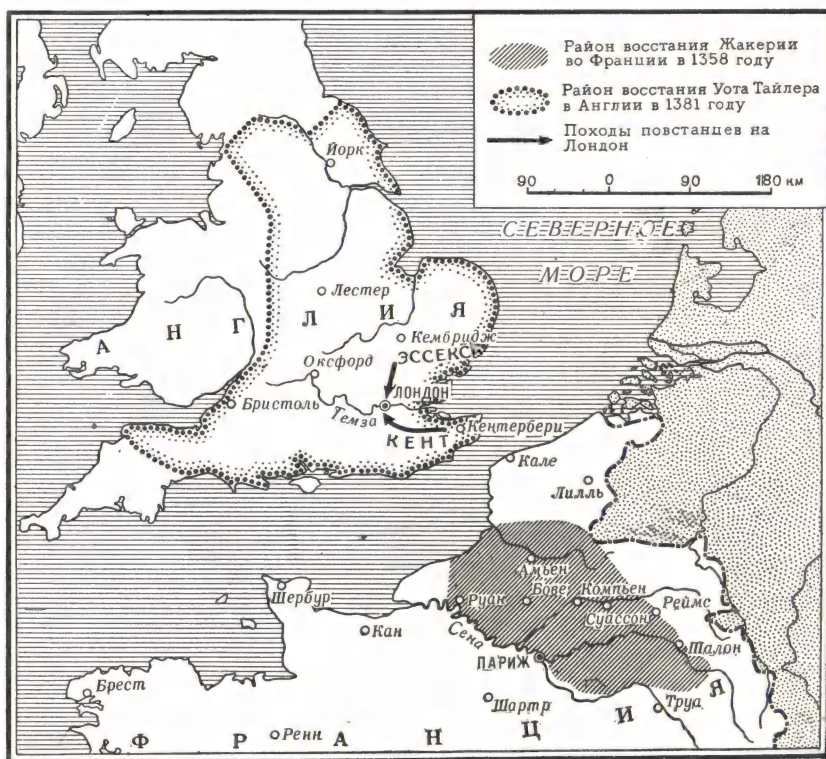 Район восстания Жакерии
во Франции в 1358 году
Район восстания Уота Тайлера
в Англии в 1381 году
Походы повстанцев на
Лондон
90 0 90 180 км
СЕВЕРНОЕ
МОРЕ
Йорк
Лестер
АНГЛИЯ
Кембридж
ЭССЕКС
Оксфорд
ЛОНДОН
Бристоль
Темза
Кентербери
КЕНТ
Кале
Лилль
Амьен
Шербур
Руан
Бове
Компьен
Суассон
Реймс
Кан
Сена
ПАРИЖ
Шалон
Брест
Шартр
Труа
Ренн
ФРАНЦИЯ